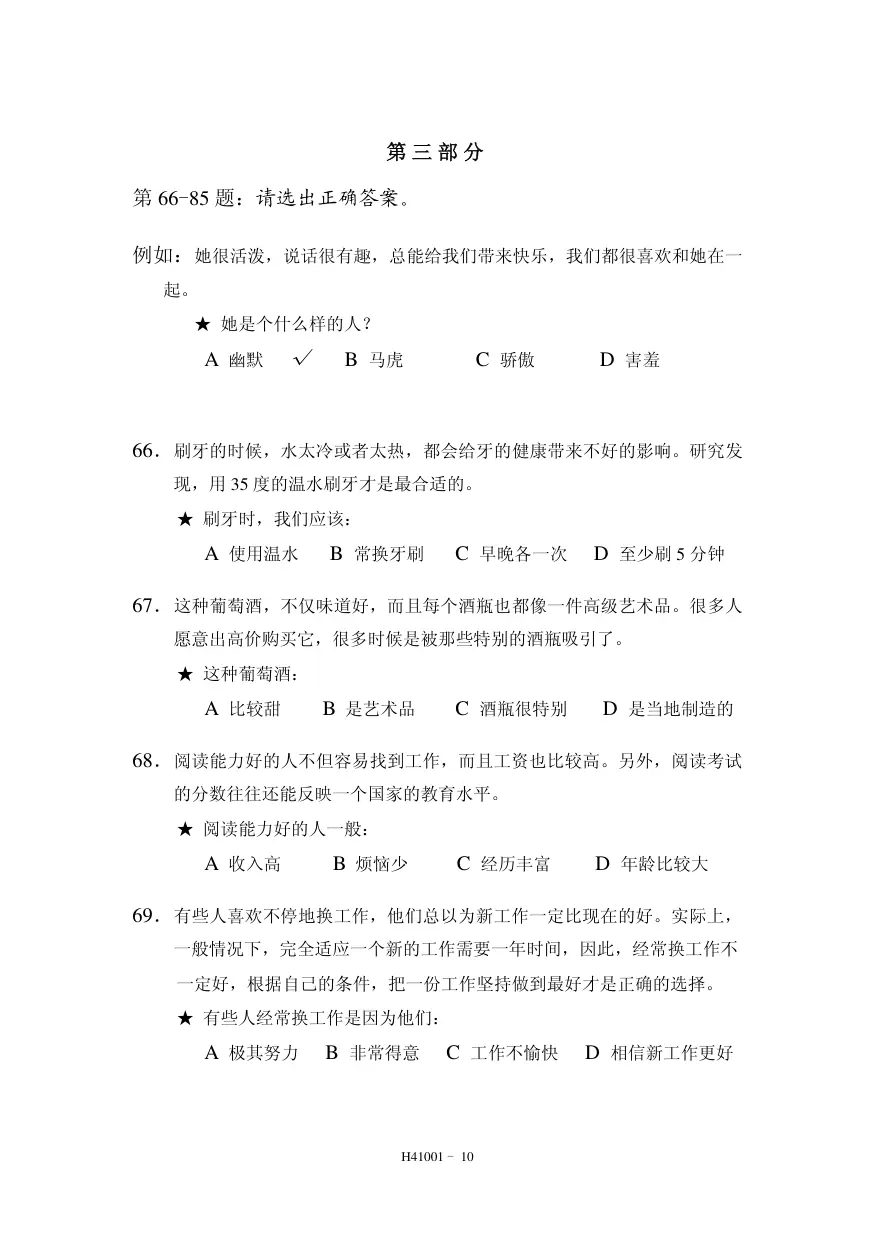 第三部分
第 66-85 题：请选出正确答案。
例如：她很活泼，说话很有趣，总能给我们带来快乐，我们都很喜欢和她在一
起。
★ 她是个什么样的人？
A 幽默 √ B 马虎 C 骄傲 D 害羞
66．刷牙的时候，水太冷或者太热，都会给牙的健康带来不好的影响。研究发
现，用 35 度的温水刷牙才是最合适的。
★ 刷牙时，我们应该：
A 使用温水 B 常换牙刷 C 早晚各一次 D 至少刷 5 分钟
67．这种葡萄酒，不仅味道好，而且每个酒瓶也都像一件高级艺术品。很多人
愿意出高价购买它，很多时候是被那些特别的酒瓶吸引了。
★ 这种葡萄酒：
A 比较甜 B 是艺术品 C 酒瓶很特别 D 是当地制造的
68．阅读能力好的人不但容易找到工作，而且工资也比较高。另外，阅读考试
的分数往往还能反映一个国家的教育水平。
★ 阅读能力好的人一般：
A 收入高 B 烦恼少 C 经历丰富 D 年龄比较大
69．有些人喜欢不停地换工作，他们总以为新工作一定比现在的好。实际上，
一般情况下，完全适应一个新的工作需要一年时间，因此，经常换工作不
一定好，根据自己的条件，把一份工作坚持做到最好才是正确的选择。
★ 有些人经常换工作是因为他们：
A 极其努力 B 非常得意 C 工作不愉快 D 相信新工作更好
H41001 - 10